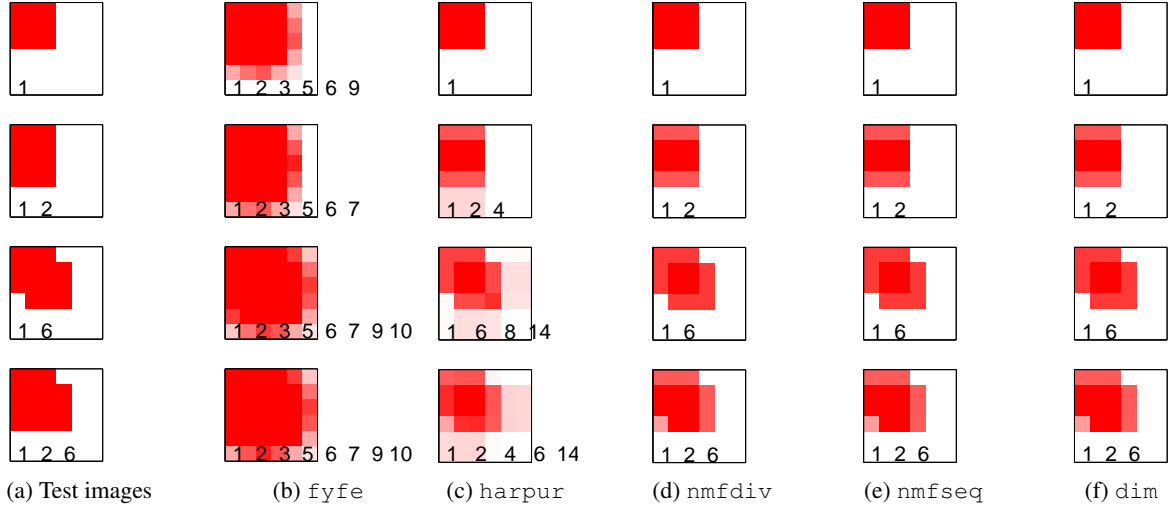 1 1 2 3 5 6 9 1 1 1 1
1 2 1 2 3 5 6 7 1 2 4 1 2 1 2 1 2
1 6 1 2 3 5 6 7 9 10 1 6 8 14 1 6 1 6 1 6
1 2 6 1 2 3 5 6 7 9 10 1 2 4 6 14 1 2 6 1 2 6 1 2 6
(a) Test images (b) fyfe (c) harpur (d) nmfdiv (e) nmfseq (f) dim